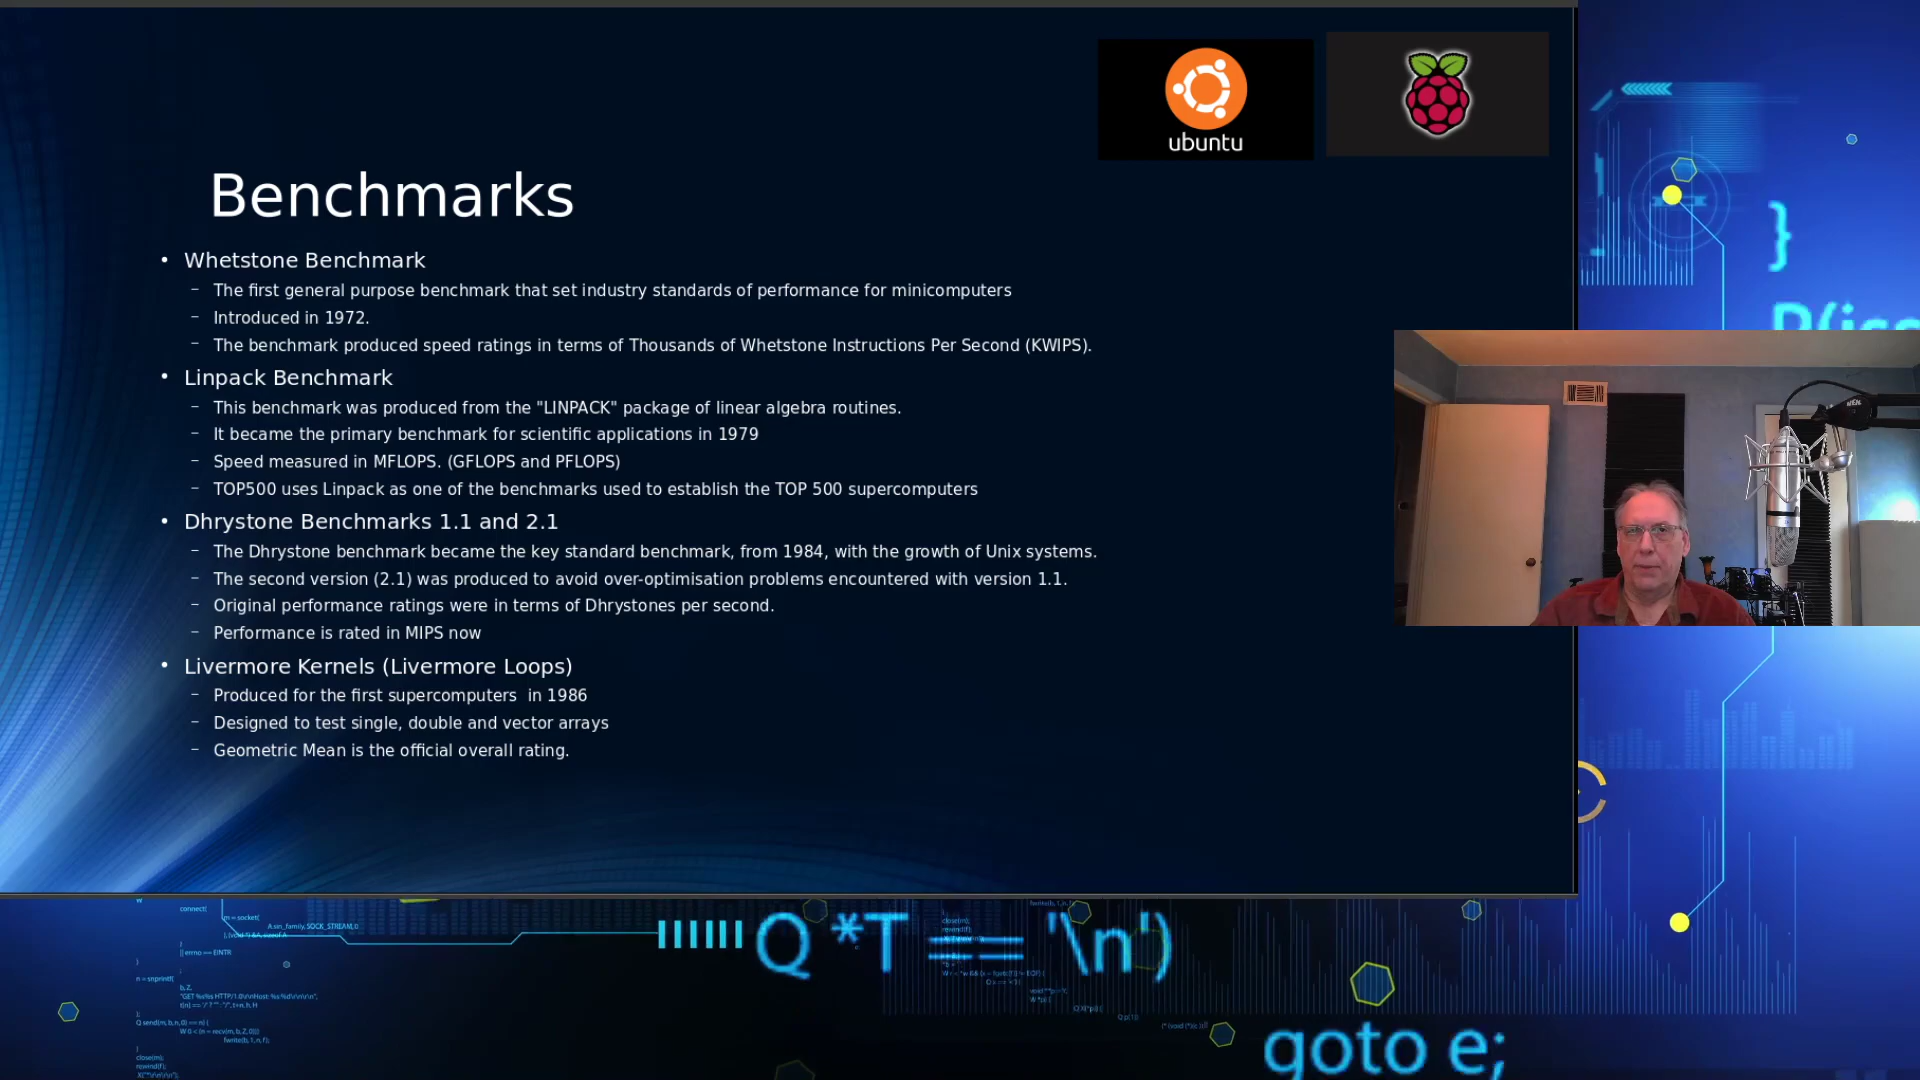 ubuntu
Benchmarks
• Whetstone Benchmark
– The first general purpose benchmark that set industry standards of performance for minicomputers
– Introduced in 1972.
– The benchmark produced speed ratings in terms of Thousands of Whetstone Instructions Per Second (KWIPS).
• Linpack Benchmark
– This benchmark was produced from the "LINPACK" package of linear algebra routines.
– It became the primary benchmark for scientific applications in 1979
– Speed measured in MFLOPS. (GFLOPS and PFLOPS)
– TOP500 uses Linpack as one of the benchmarks used to establish the TOP 500 supercomputers
• Dhrystone Benchmarks 1.1 and 2.1
– The Dhrystone benchmark became the key standard benchmark, from 1984, with the growth of Unix systems.
– The second version (2.1) was produced to avoid over-optimisation problems encountered with version 1.1.
– Original performance ratings were in terms of Dhrystones per second.
– Performance is rated in MIPS now
• Livermore Kernels (Livermore Loops)
– Produced for the first supercomputers  in 1986
– Designed to test single, double and vector arrays
– Geometric Mean is the official overall rating.
}
connect(
m = socket(
|| errno == EINTR
n = snprintf(
b, Z,
Q *T == '\n')
close(m);
goto e;